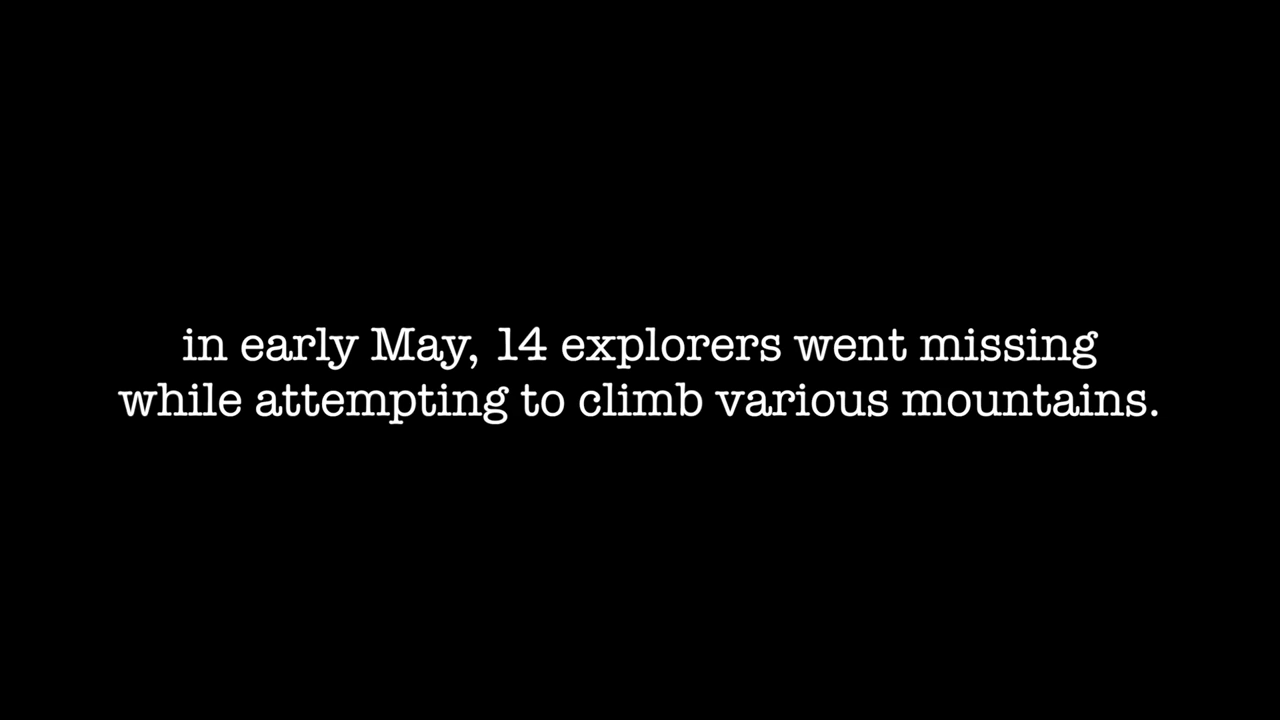 in early May, 14 explorers went missing
while attempting to climb various mountains.